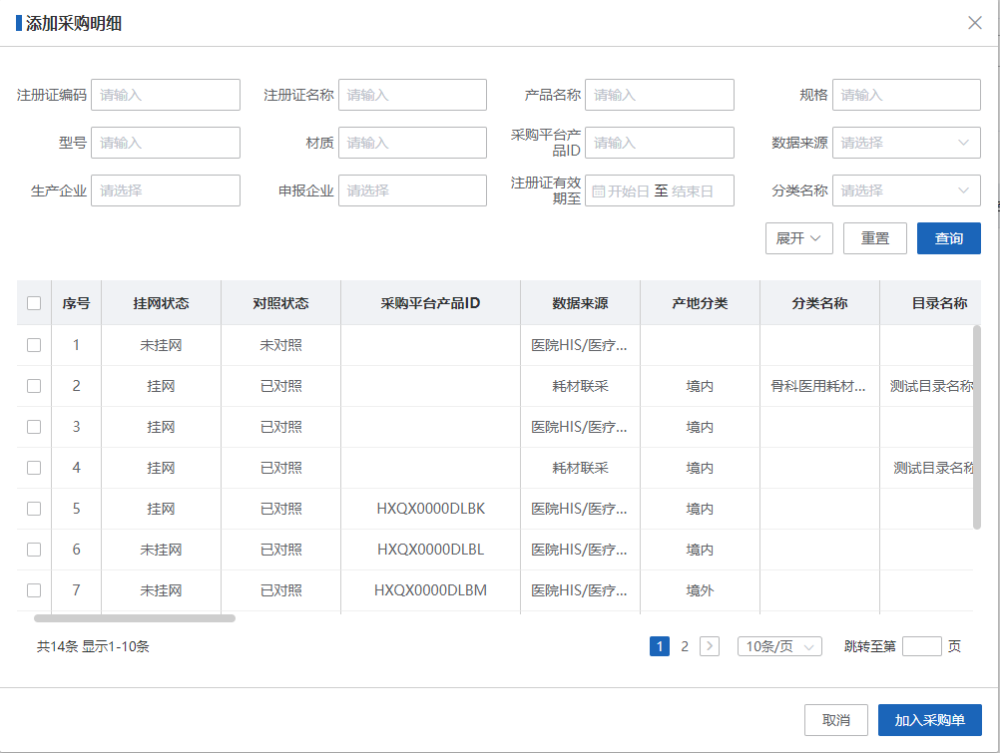 添加采购明细
注册证编码 请输入 注册证名称 请输入 产品名称 请输入 规格 请输入
型号 请输入 材质 请输入 采购平台产品ID 请输入 数据来源 请选择
生产企业 请选择 申报企业 请选择 注册证有效期至 开始日 至 结束日 分类名称 请选择
展开 重置 查询
序号 挂网状态 对照状态 采购平台产品ID 数据来源 产地分类 分类名称 目录名称
1 未挂网 未对照 医院HIS/医疗...
2 挂网 已对照 耗材联采 境内 骨科医用耗材... 测试目录名称
3 挂网 已对照 医院HIS/医疗... 境内
4 挂网 已对照 耗材联采 境内 测试目录名称
5 挂网 已对照 HXQX0000DLBK 医院HIS/医疗... 境内
6 未挂网 已对照 HXQX0000DLBL 医院HIS/医疗... 境内
7 未挂网 已对照 HXQX0000DLBM 医院HIS/医疗... 境外
共14条 显示1-10条 1 2 10条/页 跳转至第 页
取消 加入采购单